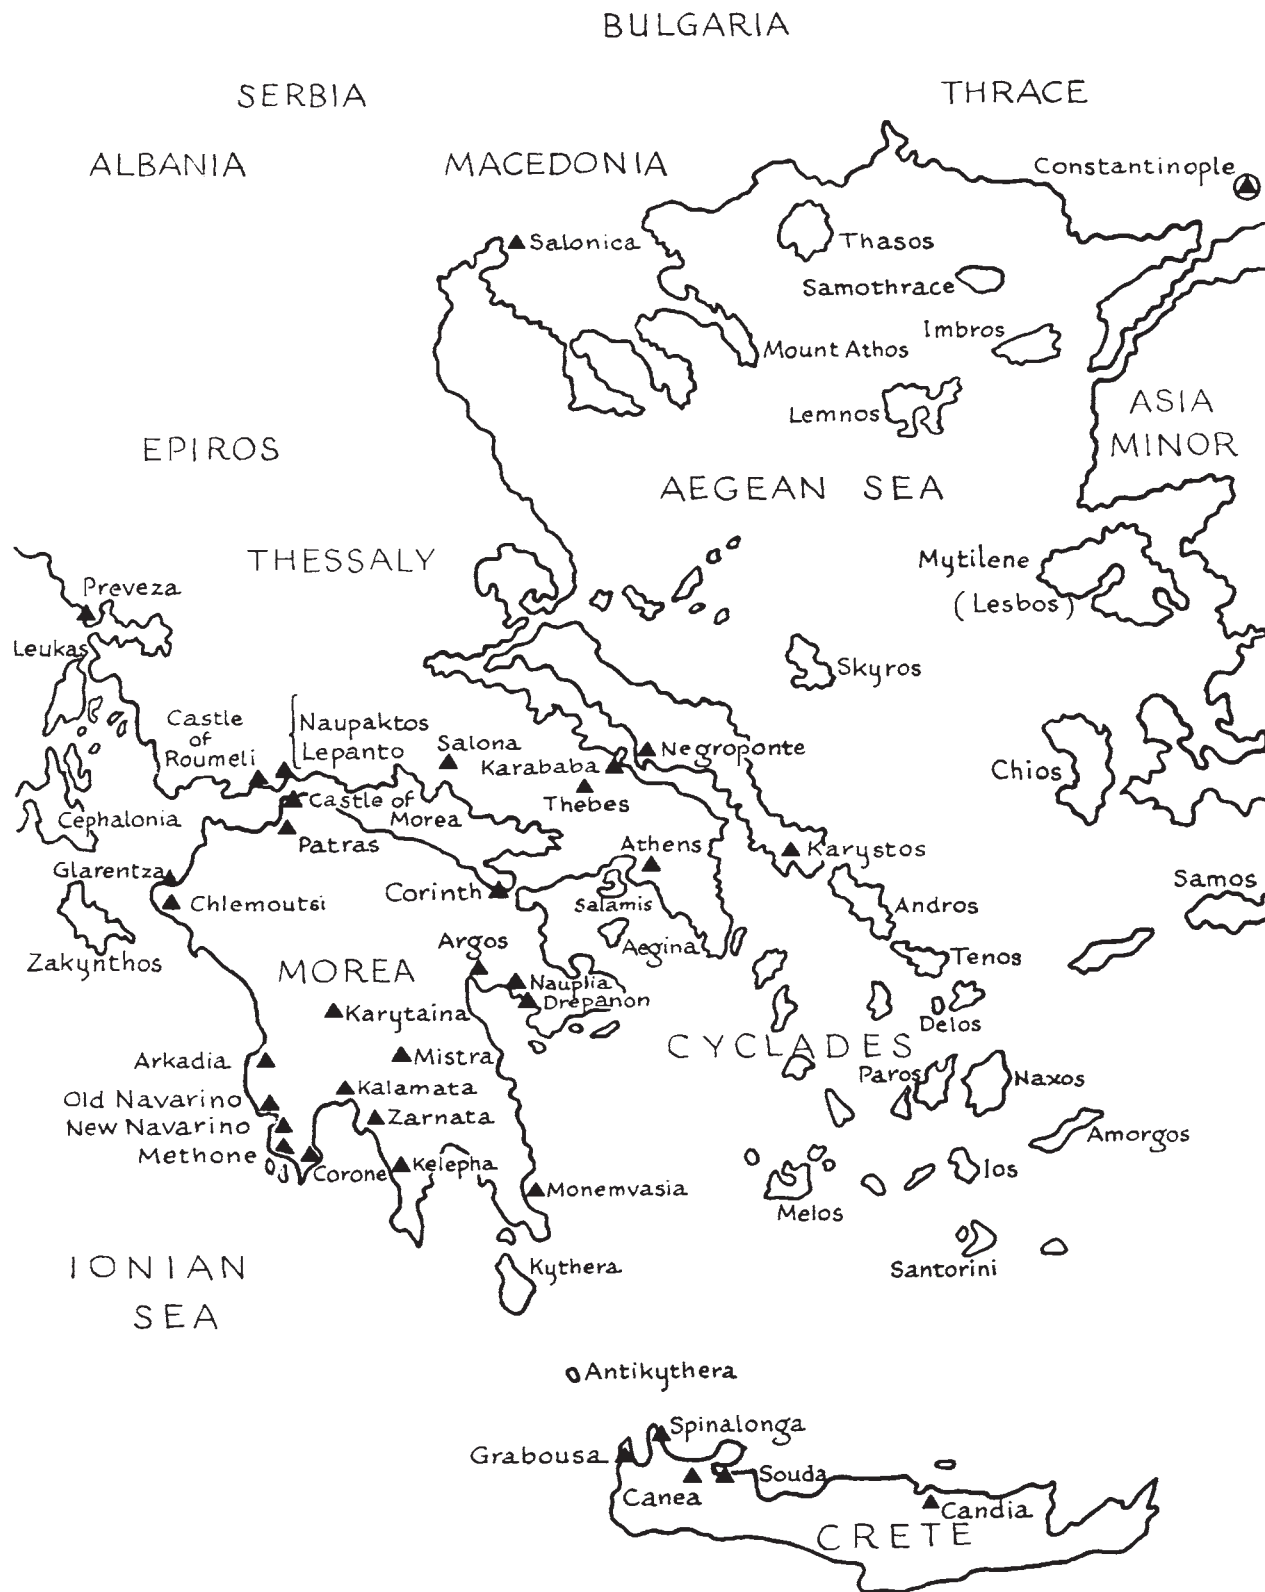 BULGARIA
SERBIA
THRACE
ALBANIA
MACEDONIA
Constantinople
Salonica
Thasos
Samothrace
Imbros
Mount Athos
Lemnos
ASIA
MINOR
EPIROS
AEGEAN SEA
THESSALY
Mytilene
(Lesbos)
Preveza
Leukas
Skyros
Castle
of
Roumeli
Naupaktos
Lepanto
Salona
Negroponte
Karababa
Chios
Thebes
Castle of
Morea
Cephalonia
Patras
Athens
Karystos
Glarentza
Chlemoutsi
Corinth
Salamis
Samos
Andros
Zakynthos
Argos
Aegina
Tenos
MOREA
Nauplia
Drepanon
Karytaina
Delos
CYCLADES
Arkadia
Mistra
Paros
Naxos
Kalamata
Old Navarino
Zarnata
New Navarino
Methone
Amorgos
Corone
Kelepha
Ios
Monemvasia
Melos
IONIAN
SEA
Kythera
Santorini
Antikythera
Spinalonga
Grabousa
Canea
Souda
Candia
CRETE